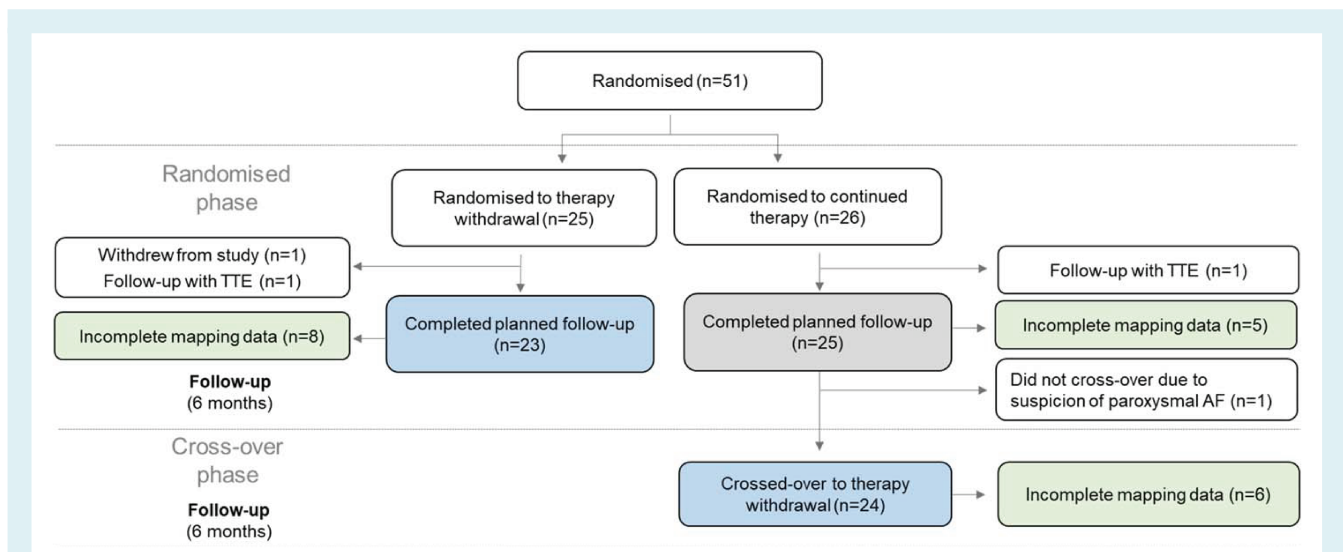 Randomised (n=51)
Randomised
phase
Randomised to therapy
withdrawal (n=25)
Randomised to continued
therapy (n=26)
Withdrew from study (n=1)
Follow-up with TTE (n=1)
Follow-up with TTE (n=1)
Incomplete mapping data (n=8)
Completed planned follow-up
(n=23)
Completed planned follow-up
(n=25)
Incomplete mapping data (n=5)
Follow-up
(6 months)
Did not cross-over due to
suspicion of paroxysmal AF (n=1)
Cross-over
phase
Follow-up
(6 months)
Crossed-over to therapy
withdrawal (n=24)
Incomplete mapping data (n=6)